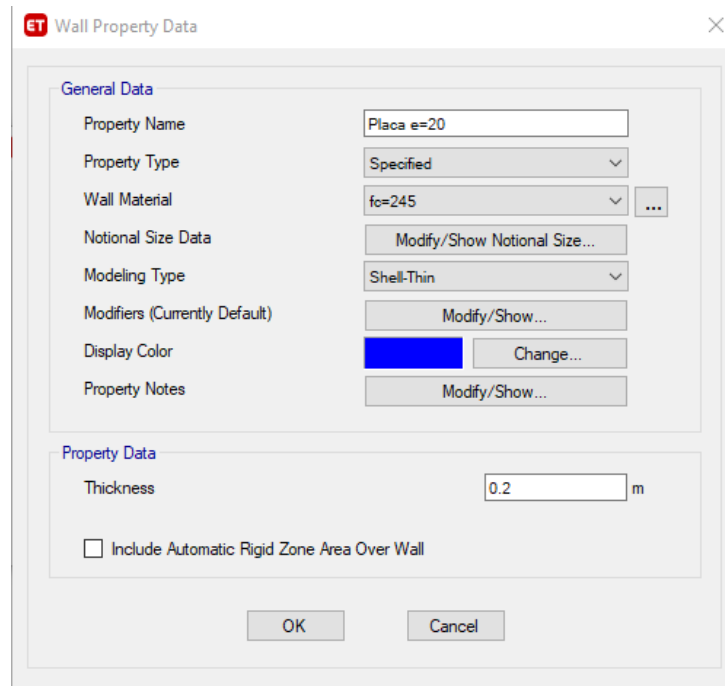 ET Wall Property Data
General Data
Property Name Placa e=20
Property Type Specified
Wall Material fc=245 ...
Notional Size Data Modify/Show Notional Size...
Modeling Type Shell-Thin
Modifiers (Currently Default) Modify/Show...
Display Color Change...
Property Notes Modify/Show...
Property Data
Thickness 0.2 m
Include Automatic Rigid Zone Area Over Wall
OK Cancel